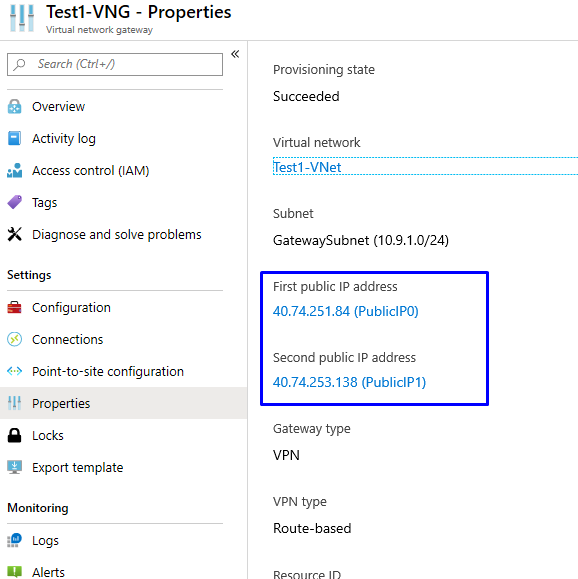 Test1-VNG - Properties
Virtual network gateway
Search (Ctrl+/)
«
Overview
Activity log
Access control (IAM)
Tags
Diagnose and solve problems
Settings
Configuration
Connections
Point-to-site configuration
Properties
Locks
Export template
Monitoring
Logs
Alerts
Provisioning state
Succeeded
Virtual network
Test1-VNet
Subnet
GatewaySubnet (10.9.1.0/24)
First public IP address
40.74.251.84 (PublicIP0)
Second public IP address
40.74.253.138 (PublicIP1)
Gateway type
VPN
VPN type
Route-based
Resource ID